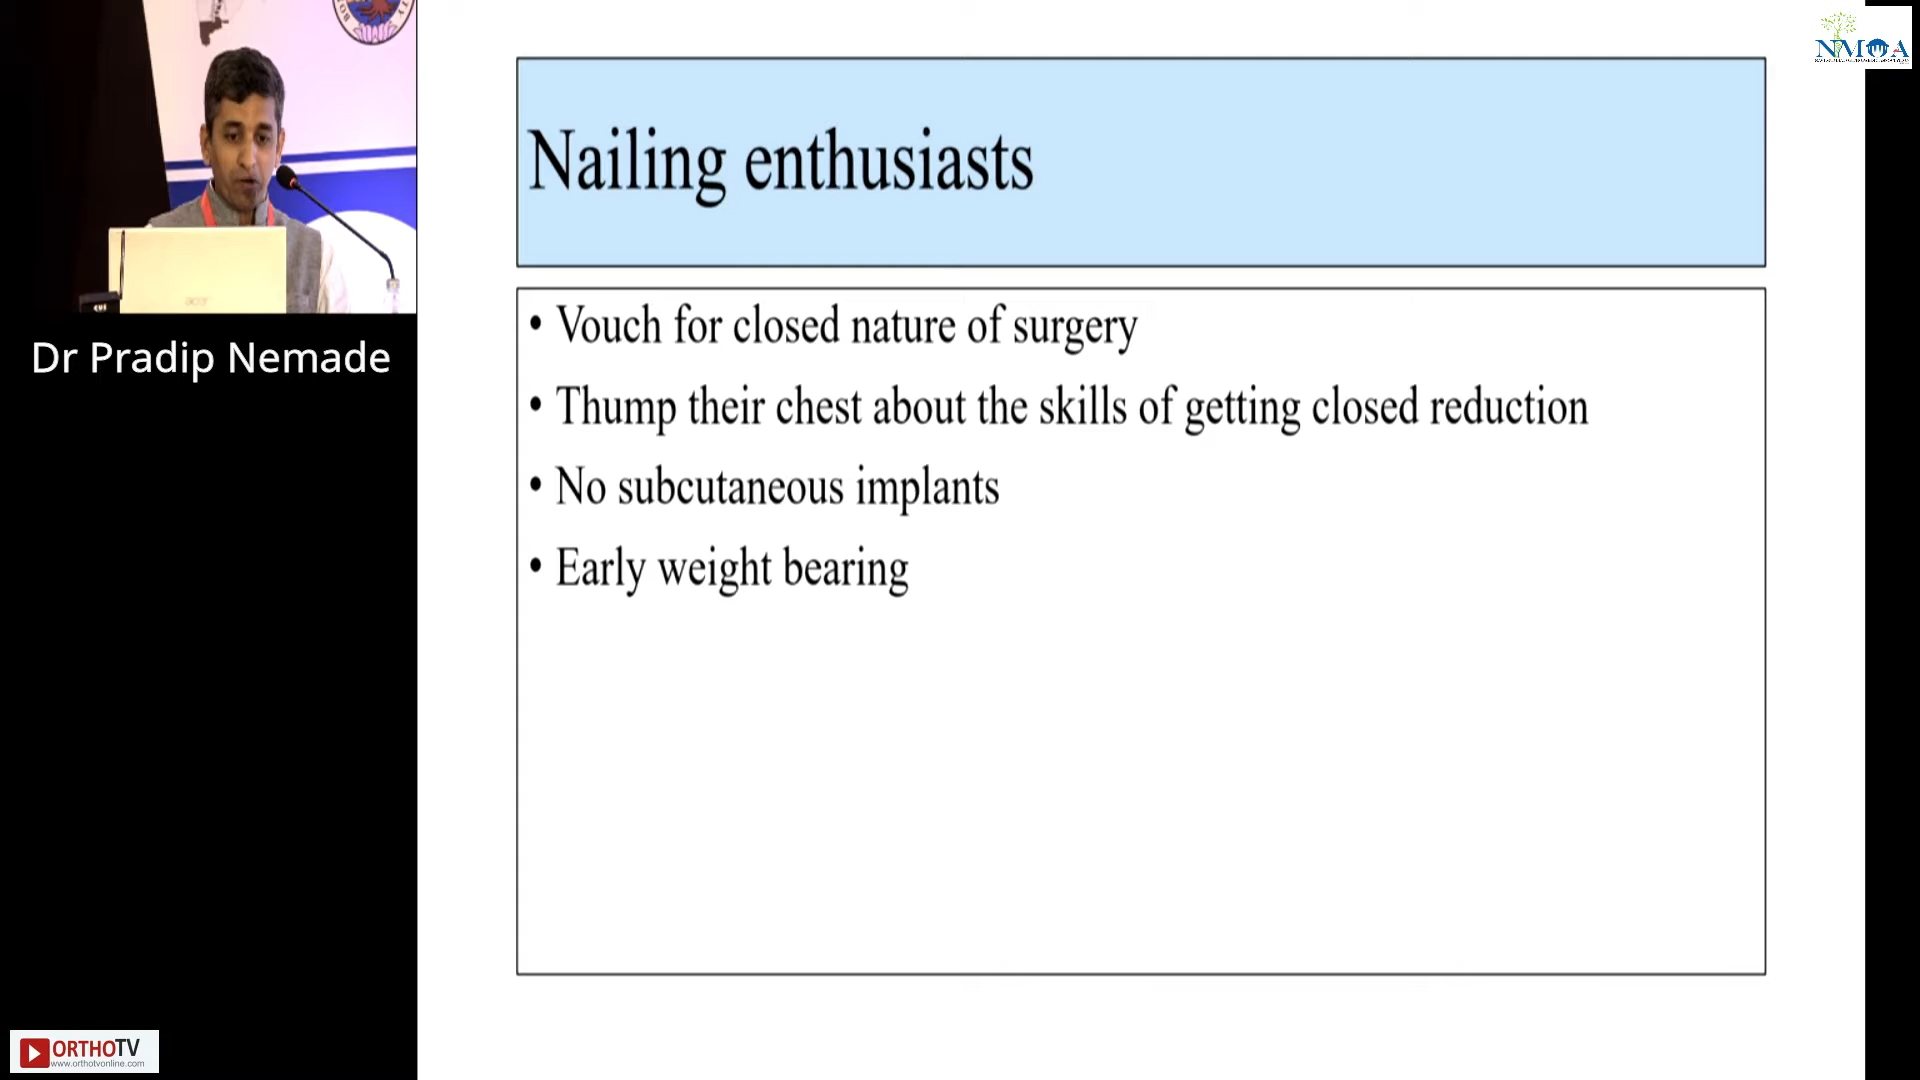 Nailing enthusiasts
• Vouch for closed nature of surgery
• Thump their chest about the skills of getting closed reduction
• No subcutaneous implants
• Early weight bearing
Dr Pradip Nemade
acer
NMOA
ORTHOTV
www.orthotvonline.com